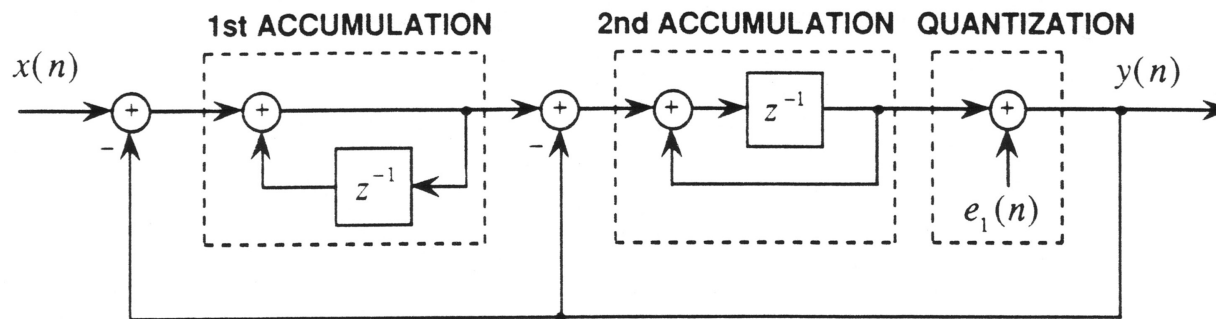 1st ACCUMULATION 2nd ACCUMULATION QUANTIZATION
x(n) y(n)
+ + + + +
z⁻¹
- -
z⁻¹
e₁(n)